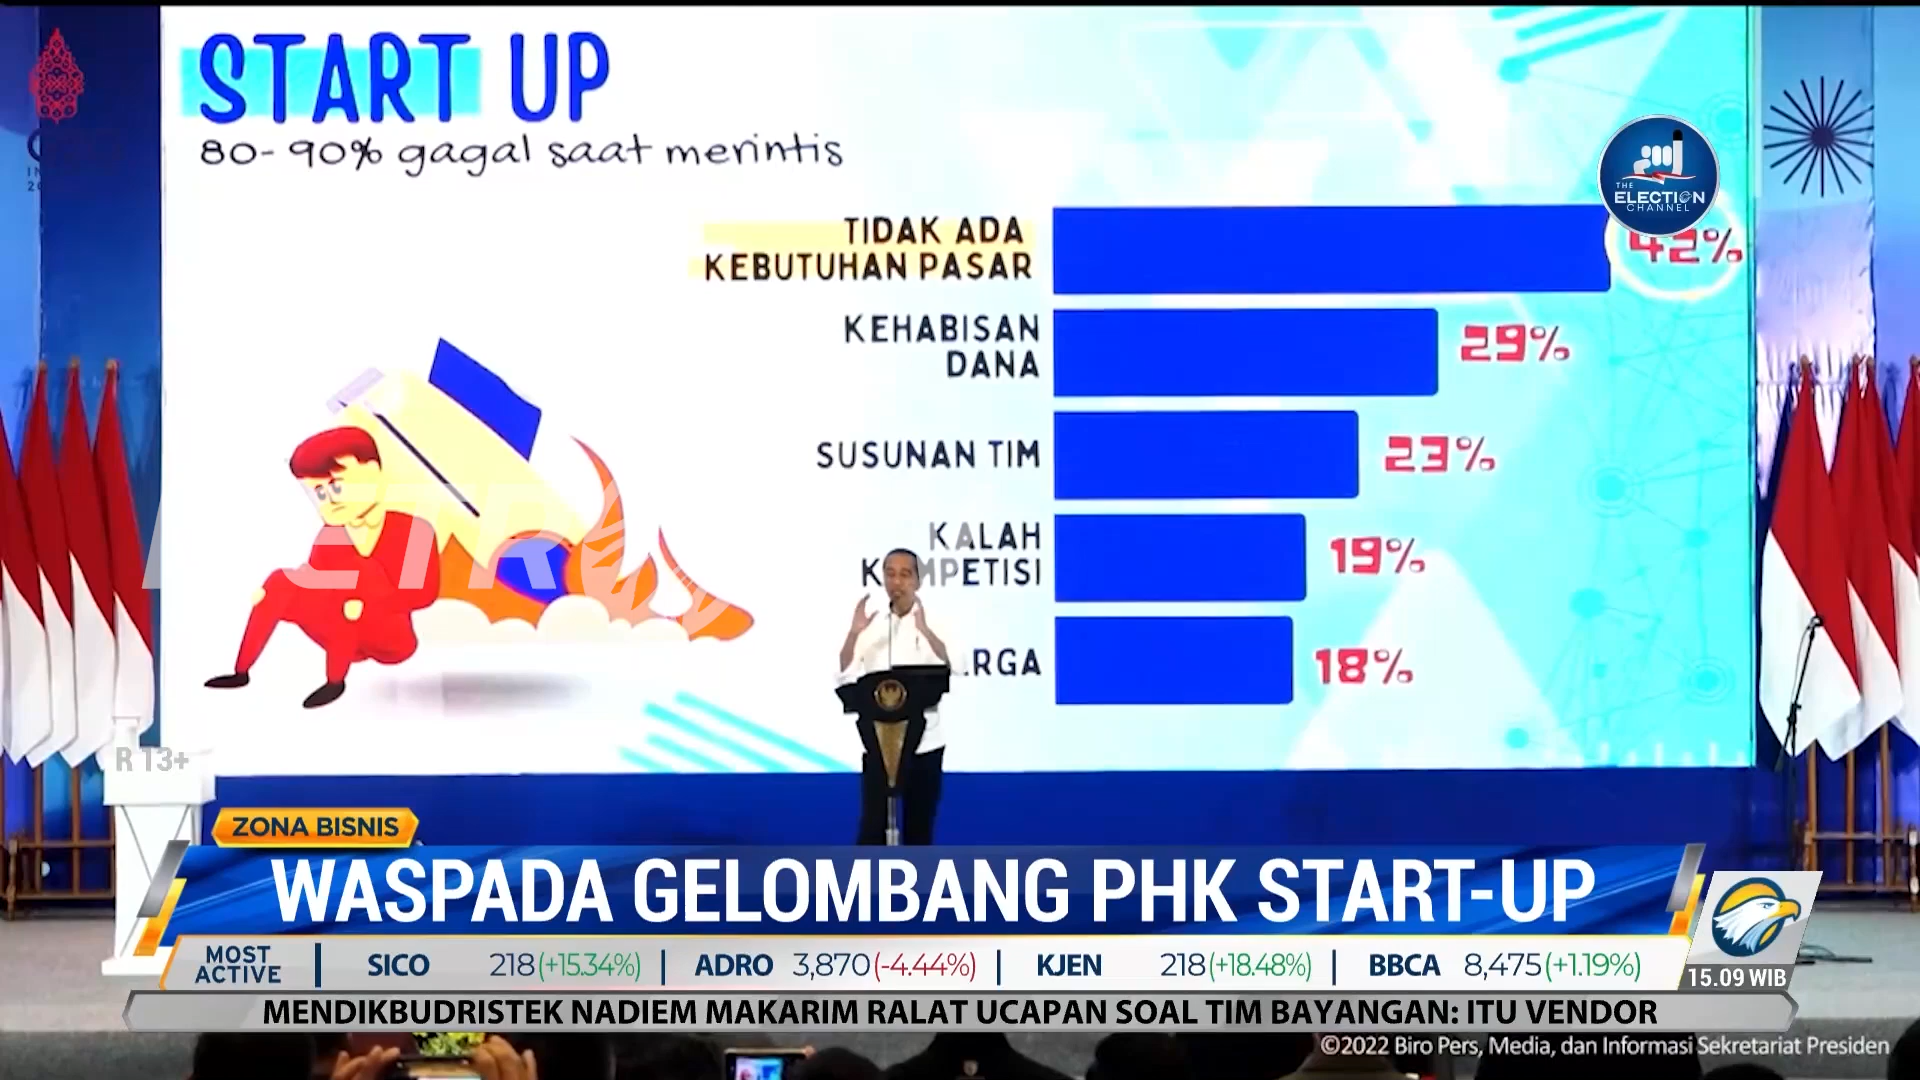 START UP
80-90% gagal saat merintis
THE
ELECTION
CHANNEL
TIDAK ADA
KEBUTUHAN PASAR
42%
KEHABISAN
DANA
29%
SUSUNAN TIM
23%
KALAH
KOMPETISI
19%
18%
R 13+
ZONA BISNIS
WASPADA GELOMBANG PHK START-UP
MOST
ACTIVE
SICO 218(+15.34%) ADRO 3,870(-4.44%) KJEN 218(+18.48%) BBCA 8,475(+1.19%)
15.09 WIB
MENDIKBUDRISTEK NADIEM MAKARIM RALAT UCAPAN SOAL TIM BAYANGAN: ITU VENDOR
©2022 Biro Pers, Media, dan Informasi Sekretariat Presiden